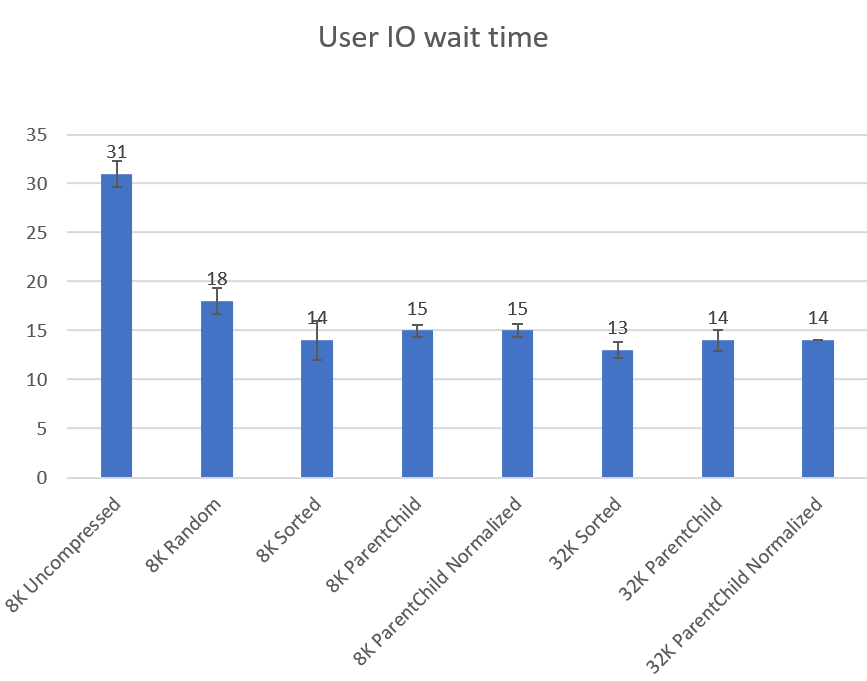 User IO wait time
35
30
25
20
15
10
5
0
31
18
14
15
15
13
14
14
8K Uncompressed
8K Random
8K Sorted
8K ParentChild
8K ParentChild Normalized
32K Sorted
32K ParentChild
32K ParentChild Normalized